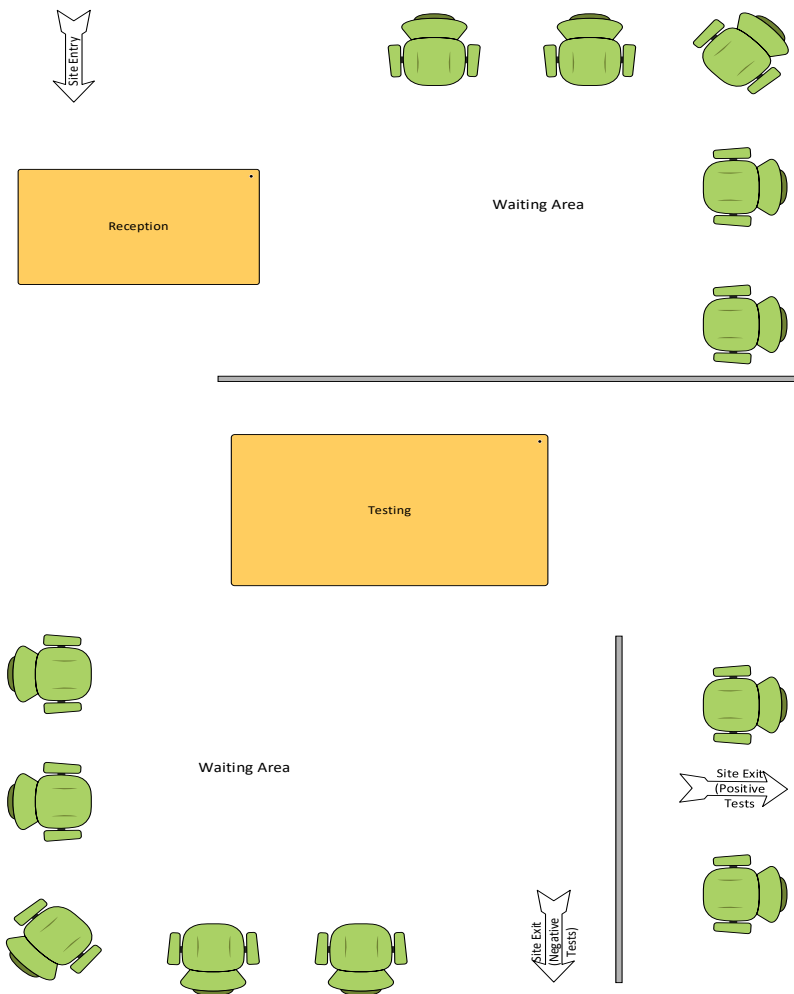 Site Entry
Waiting Area
Reception
Testing
Waiting Area
Site Exit
(Positive
Tests
Site Exit
(Negative
Tests)